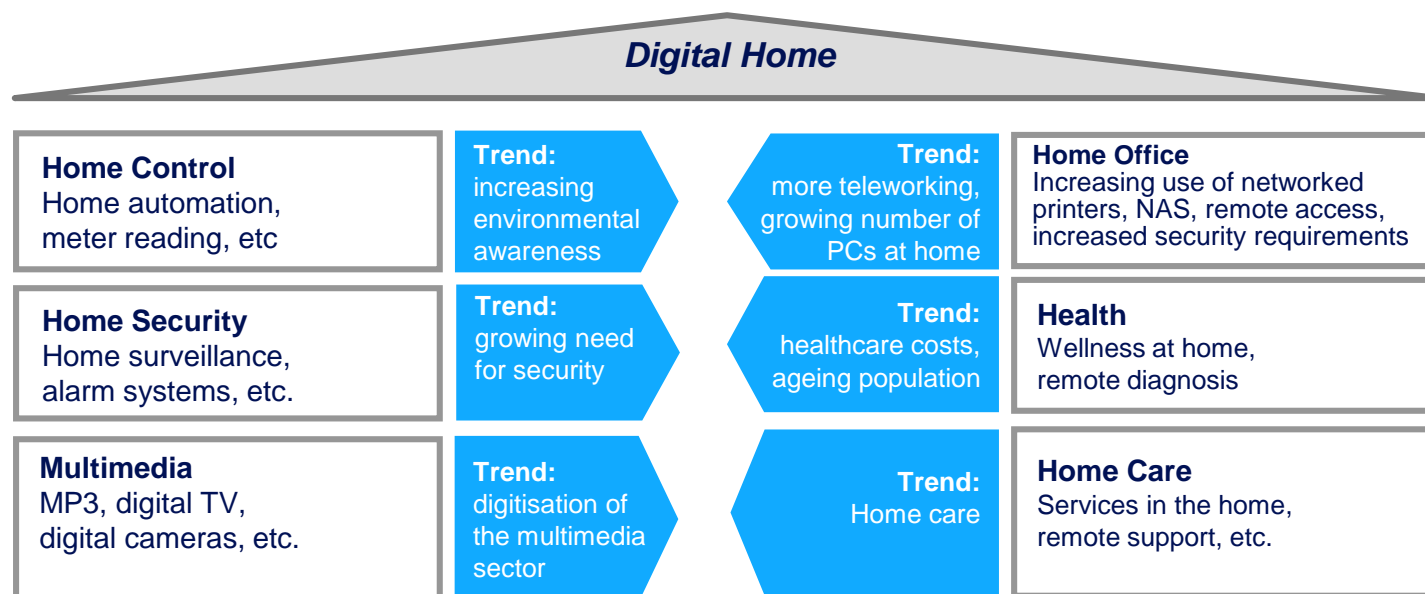 Digital Home
Home Control
Home automation,
meter reading, etc
Trend:
increasing
environmental
awareness
Trend:
more teleworking,
growing number of
PCs at home
Home Office
Increasing use of networked
printers, NAS, remote access,
increased security requirements
Home Security
Home surveillance,
alarm systems, etc.
Trend:
growing need
for security
Trend:
healthcare costs,
ageing population
Health
Wellness at home,
remote diagnosis
Multimedia
MP3, digital TV,
digital cameras, etc.
Trend:
digitisation of
the multimedia
sector
Trend:
Home care
Home Care
Services in the home,
remote support, etc.